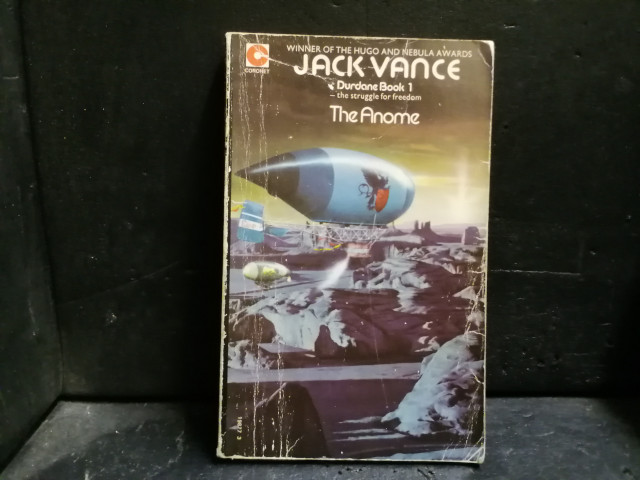 WINNER OF THE HUGO AND NEBULA AWARDS
CORONET
JACK VANCE
Durdane Book 1
– the struggle for freedom
The Anome